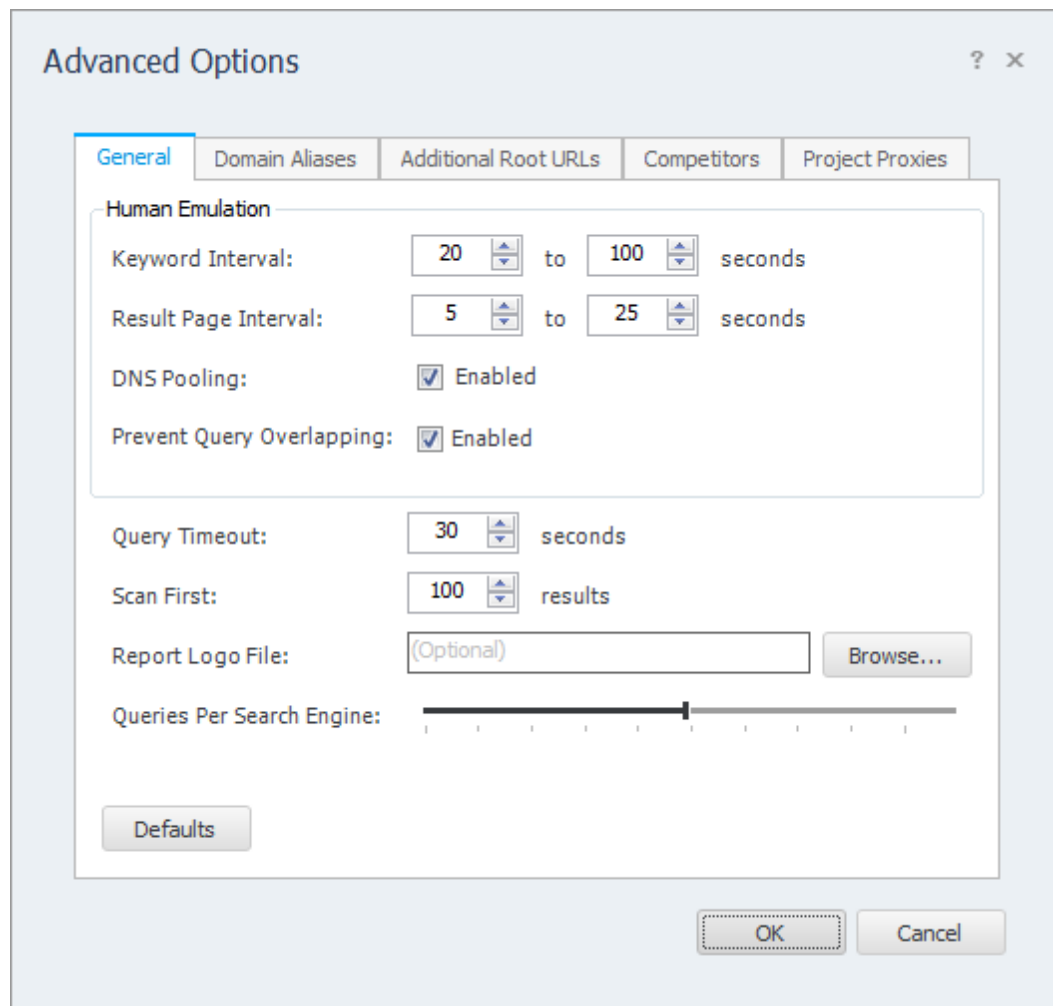 Advanced Options ? ×
General Domain Aliases Additional Root URLs Competitors Project Proxies
Human Emulation
Keyword Interval: 20 to 100 seconds
Result Page Interval: 5 to 25 seconds
DNS Pooling: Enabled
Prevent Query Overlapping: Enabled
Query Timeout: 30 seconds
Scan First: 100 results
Report Logo File: (Optional) Browse...
Queries Per Search Engine:
Defaults
OK Cancel